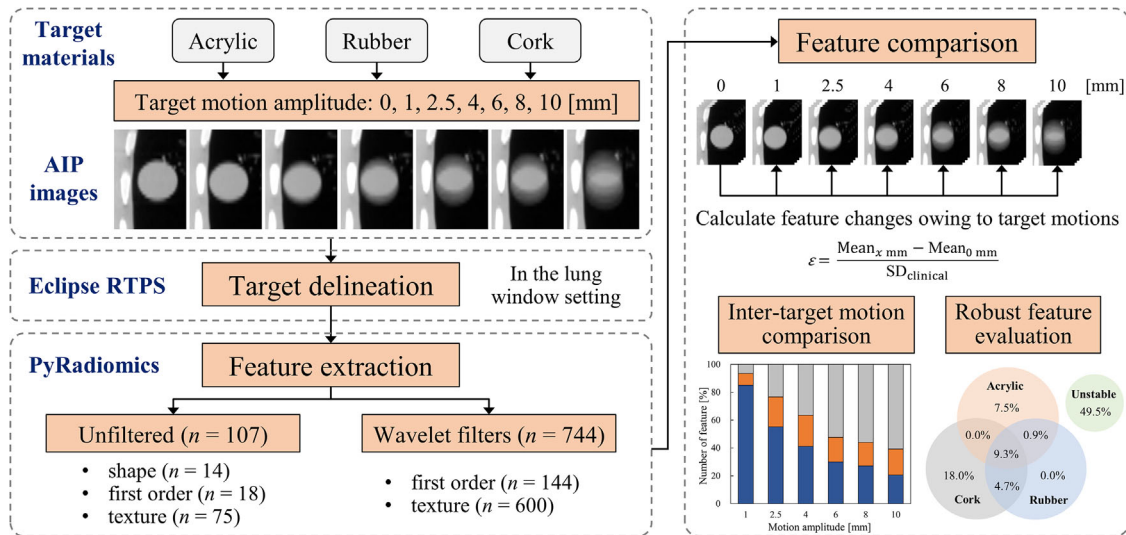 Target
materials
Acrylic
Rubber
Cork
Target motion amplitude: 0, 1, 2.5, 4, 6, 8, 10 [mm]
AIP
images
Eclipse RTPS
Target delineation
In the lung
window setting
PyRadiomics
Feature extraction
Unfiltered (n = 107)
• shape (n = 14)
• first order (n = 18)
• texture (n = 75)
Wavelet filters (n = 744)
• first order (n = 144)
• texture (n = 600)
Feature comparison
0 1 2.5 4 6 8 10 [mm]
Calculate feature changes owing to target motions
ε = (Mean x mm − Mean 0 mm) / SD clinical
Inter-target motion
comparison
Number of feature [%]
100
80
60
40
20
0
1 2.5 4 6 8 10
Motion amplitude [mm]
Robust feature
evaluation
Acrylic
7.5%
Unstable
49.5%
0.0%
0.9%
9.3%
18.0%
4.7%
0.0%
Cork
Rubber